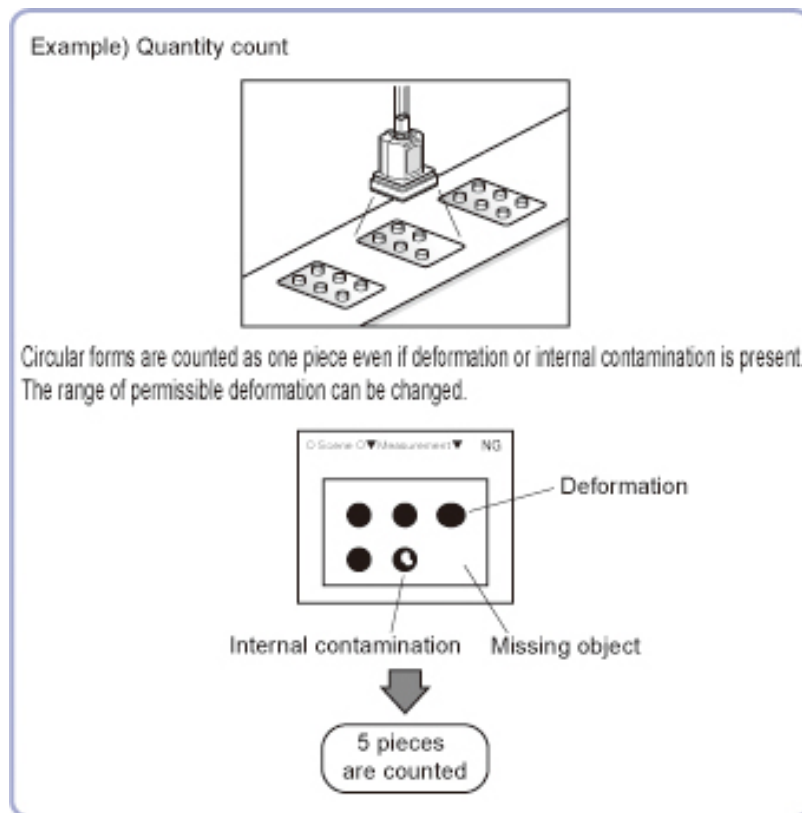 Example) Quantity count
Circular forms are counted as one piece even if deformation or internal contamination is present.
The range of permissible deformation can be changed.
O Scene O▼Measurement▼ NG
Deformation
Internal contamination
Missing object
5 pieces
are counted